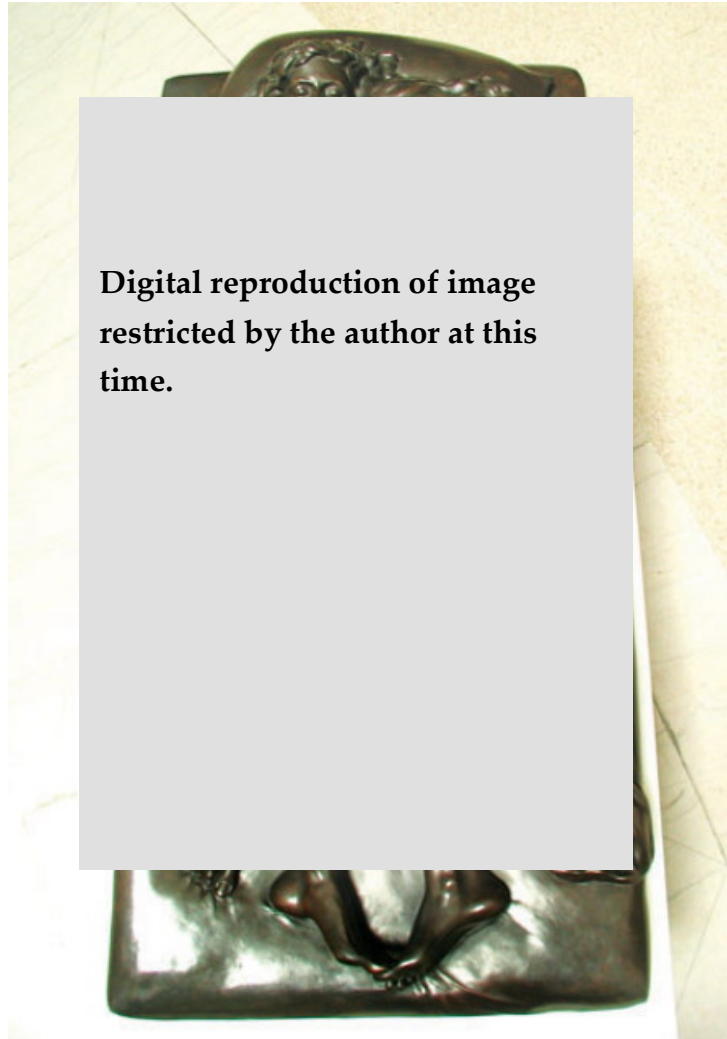 Digital reproduction of image
restricted by the author at this
time.